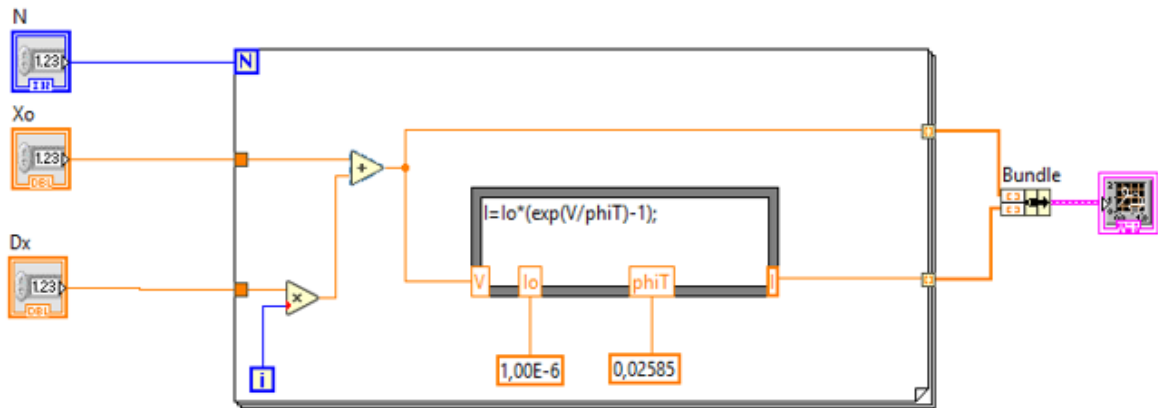 N
1.23
Xo
1.23
DBL
Dx
1.23
DBL
N
+
×
i
I=Io*(exp(V/phiT)-1);
V
Io
phiT
I
1,00E-6
0,02585
Bundle